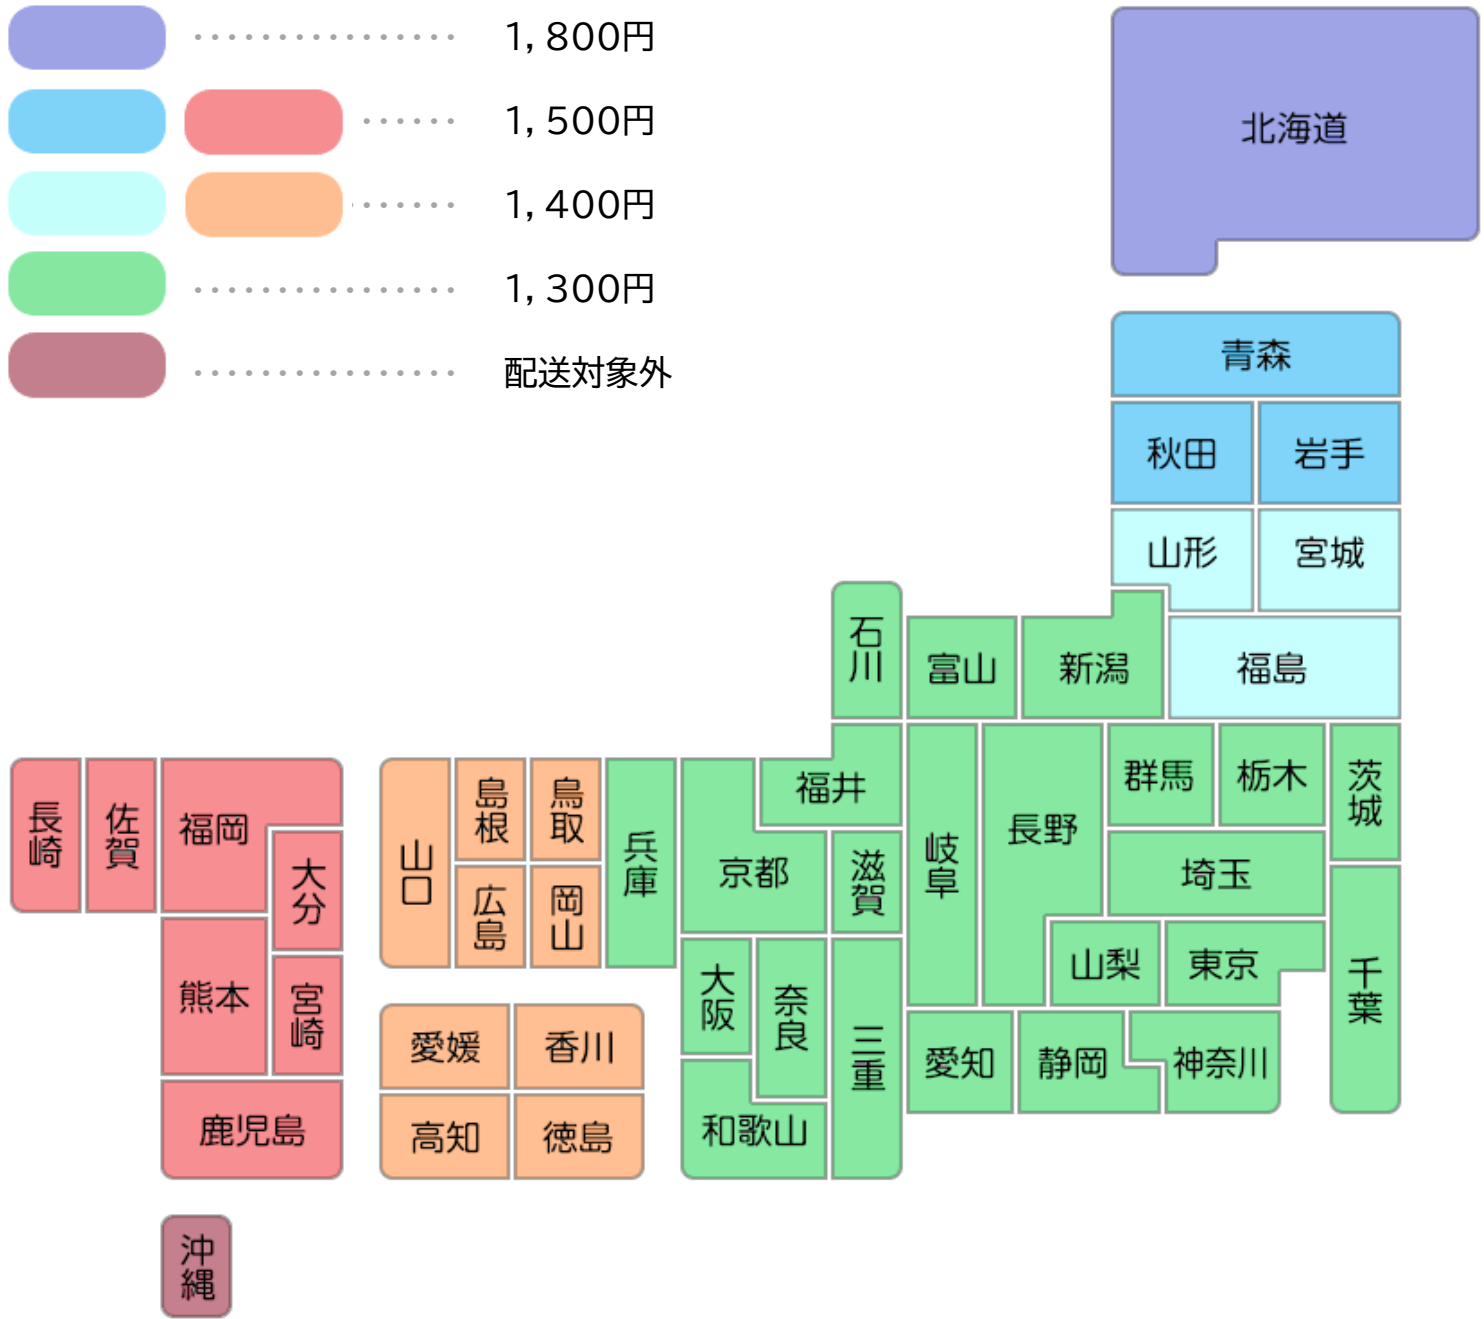 1,800円
1,500円
1,400円
1,300円
配送対象外
北海道
青森
秋田
岩手
山形
宮城
石川
富山
新潟
福島
福井
岐阜
長野
群馬
栃木
茨城
長崎
佐賀
福岡
大分
山口
島根
鳥取
広島
岡山
兵庫
京都
滋賀
埼玉
熊本
宮崎
大阪
奈良
三重
山梨
東京
千葉
愛媛
香川
愛知
静岡
神奈川
鹿児島
高知
徳島
和歌山
沖縄